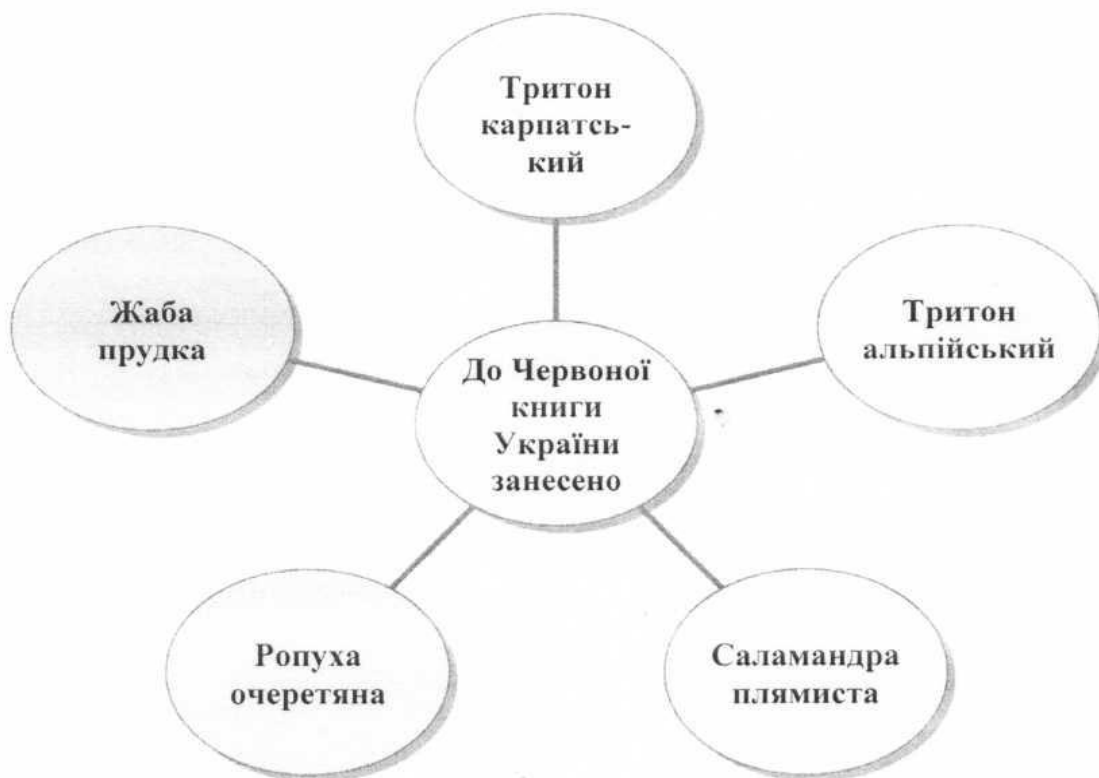 Тритон
карпатсь-
кий
Жаба
прудка
Тритон
альпійський
До Червоної
книги
України
занесено
Ропуха
очеретяна
Саламандра
плямиста